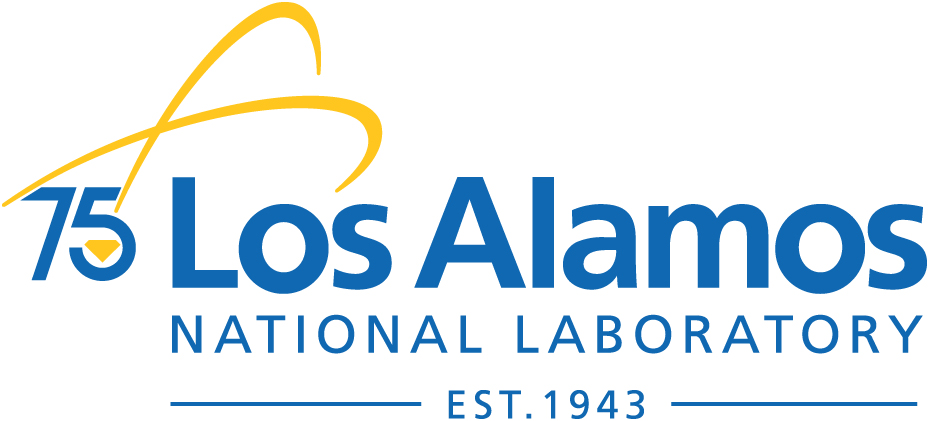 75 Los Alamos
NATIONAL LABORATORY
EST. 1943